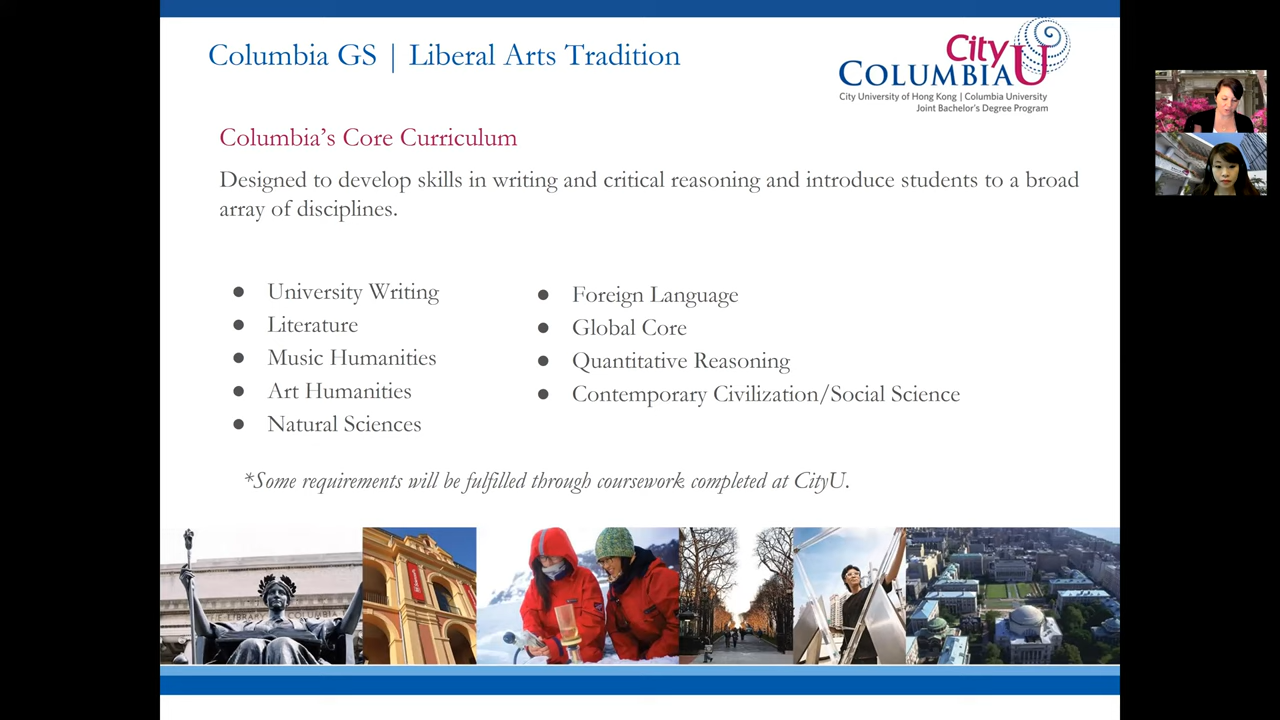 Columbia GS | Liberal Arts Tradition
City
COLUMBIAU
City University of Hong Kong | Columbia University
Joint Bachelor's Degree Program
Columbia's Core Curriculum
Designed to develop skills in writing and critical reasoning and introduce students to a broad
array of disciplines.
● University Writing
● Literature
● Music Humanities
● Art Humanities
● Natural Sciences
● Foreign Language
● Global Core
● Quantitative Reasoning
● Contemporary Civilization/Social Science
*Some requirements will be fulfilled through coursework completed at CityU.